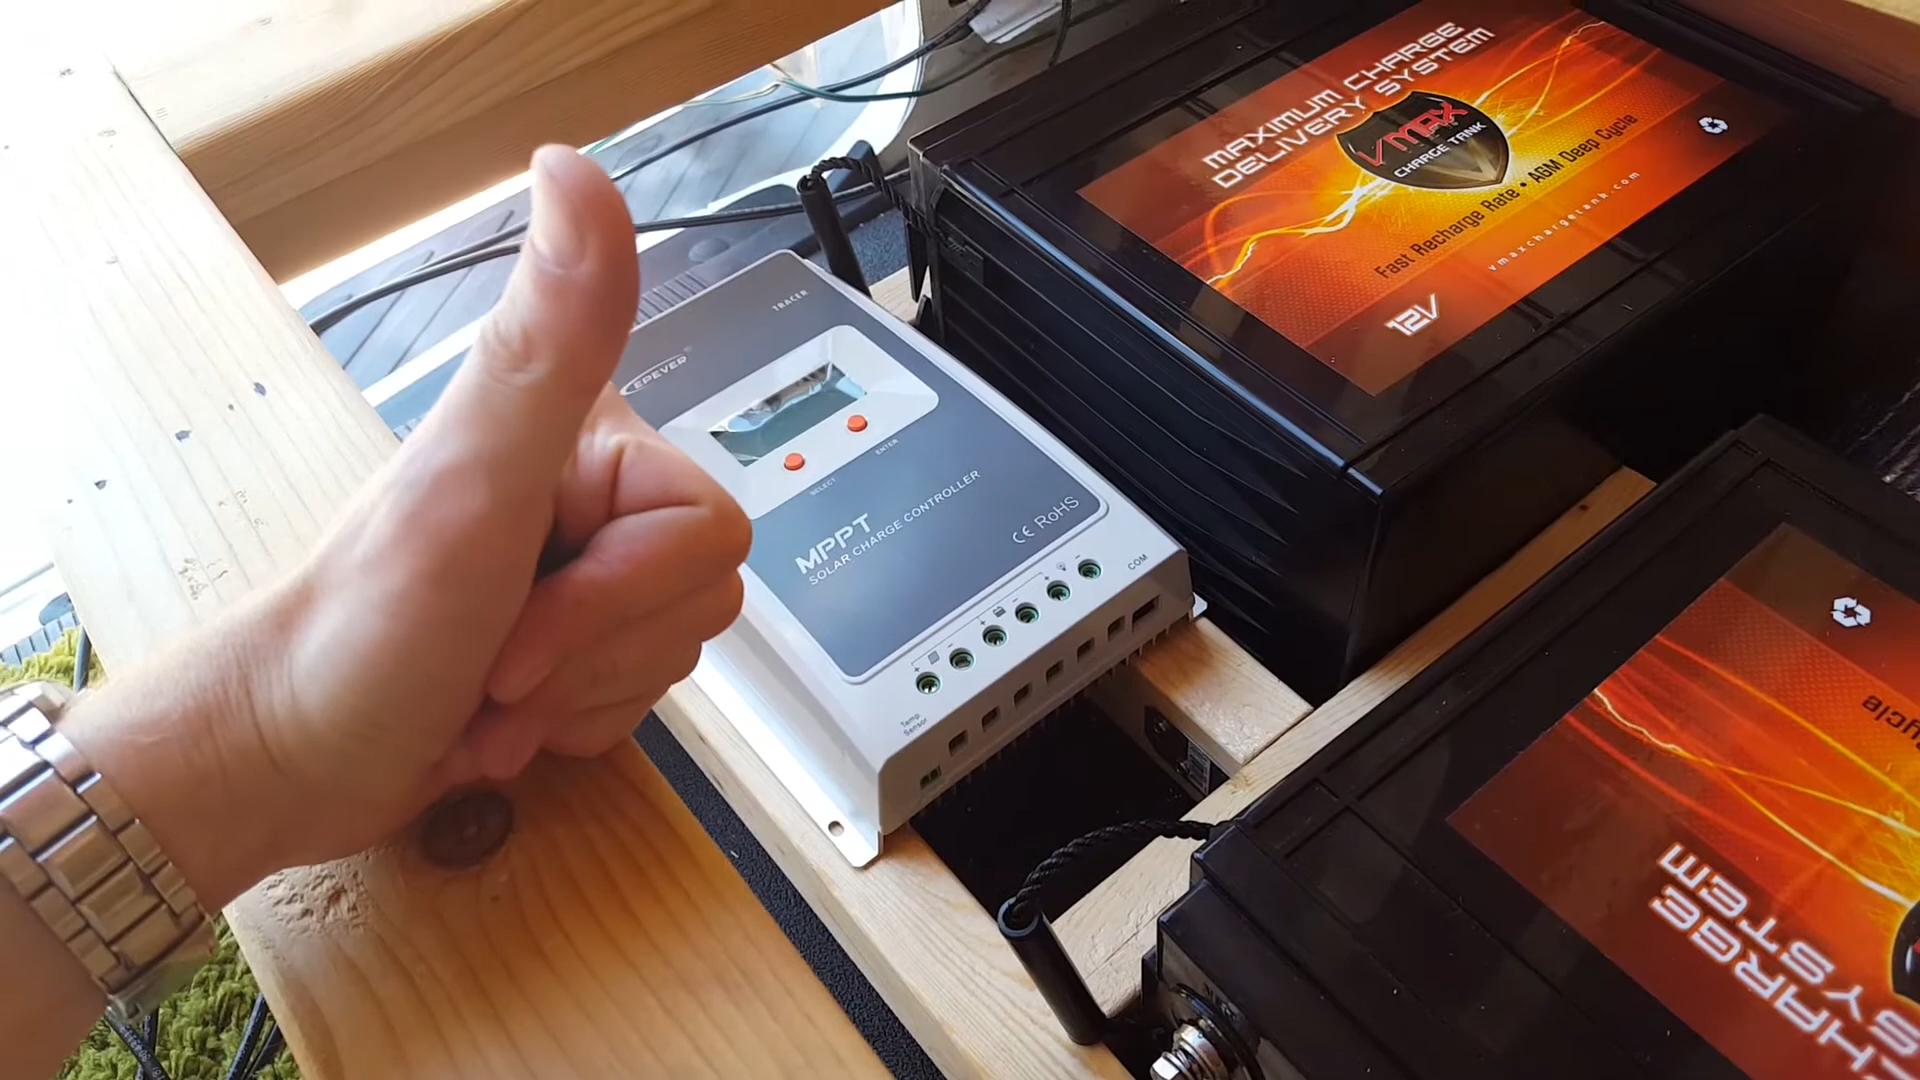 MAXIMUM CHARGE
DELIVERY SYSTEM
VMAX
CHARGE TANK
Fast Recharge Rate • AGM Deep Cycle
vmaxchargetank.com
12V
TRACER
EPEVER
SELECT
ENTER
MPPT
SOLAR CHARGE CONTROLLER
CE RoHS
+ - + - + -
COM
Temp.
Sensor
Cycle
CHARGE
SYSTEM